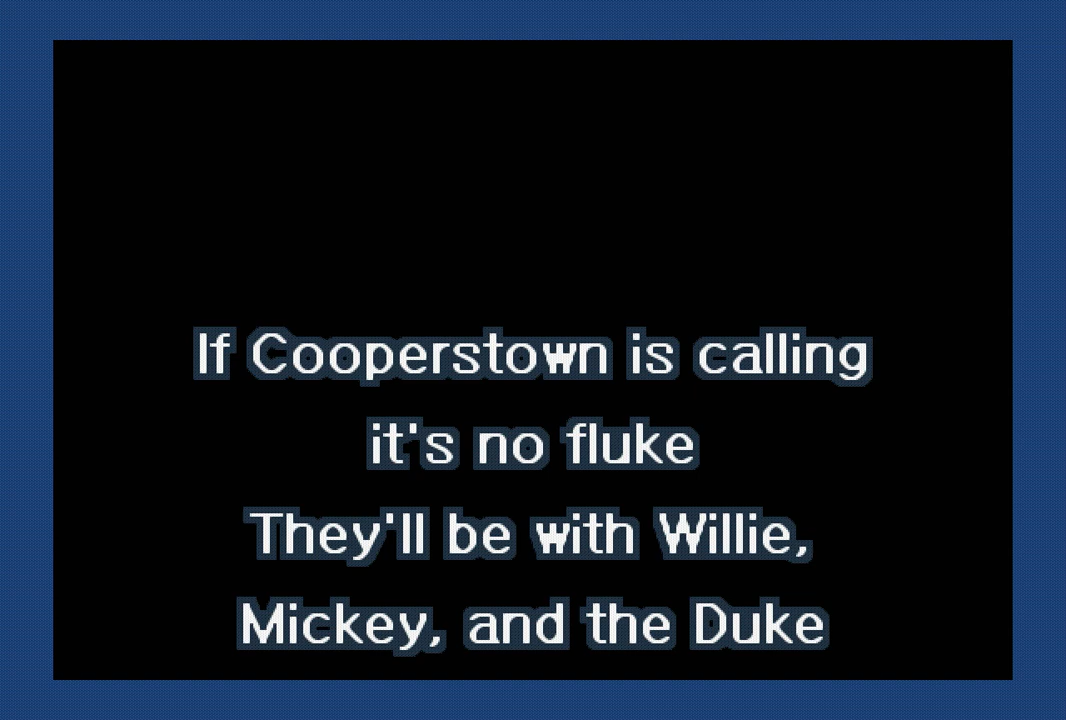 If Cooperstown is calling
it's no fluke
They'll be with Willie,
Mickey, and the Duke